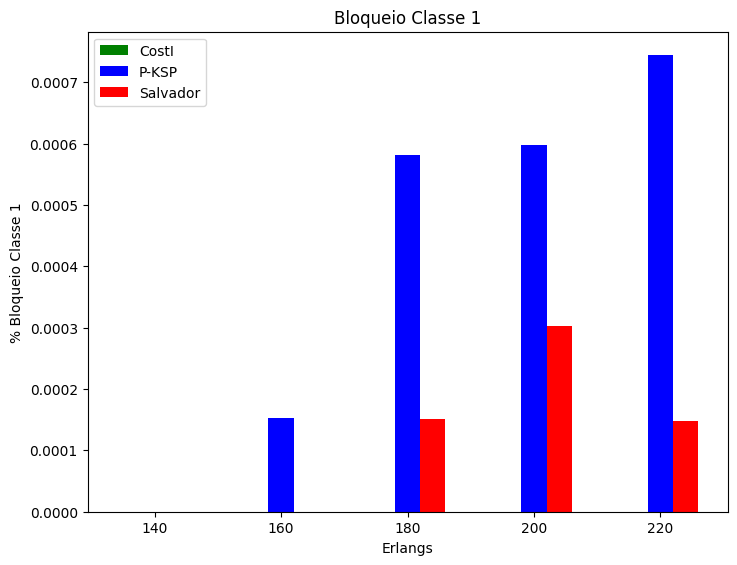 Bloqueio Classe 1
CostI
P-KSP
Salvador
% Bloqueio Classe 1
0.0007
0.0006
0.0005
0.0004
0.0003
0.0002
0.0001
0.0000
140 160 180 200 220
Erlangs